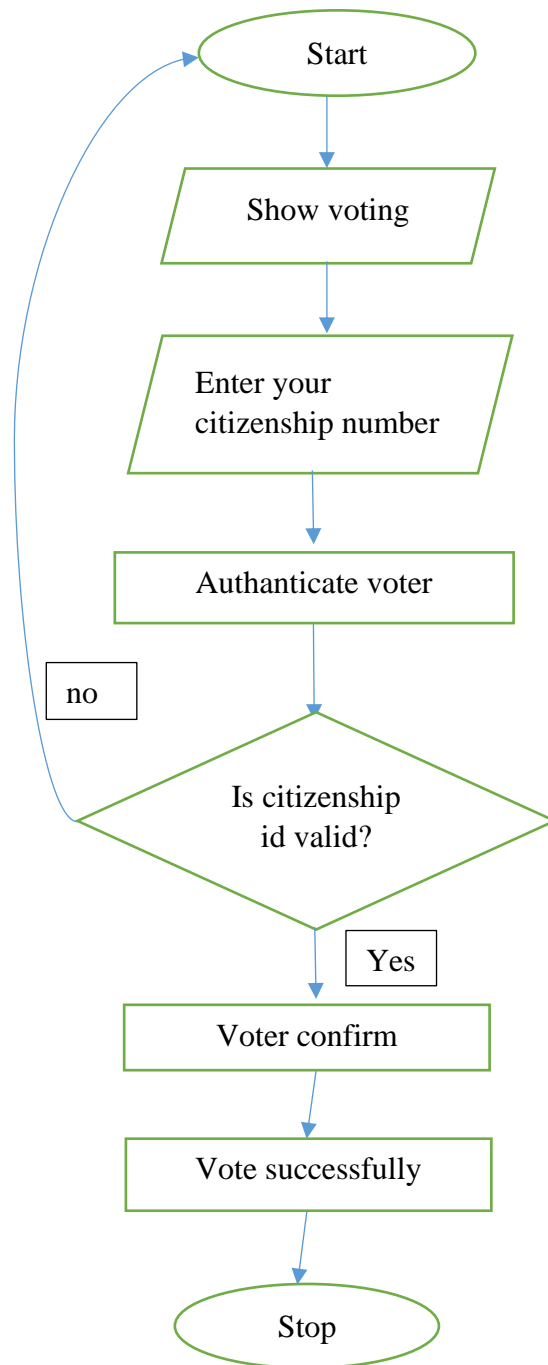 Start
Show voting
Enter your
citizenship number
Authanticate voter
no
Is citizenship
id valid?
Yes
Voter confirm
Vote successfully
Stop